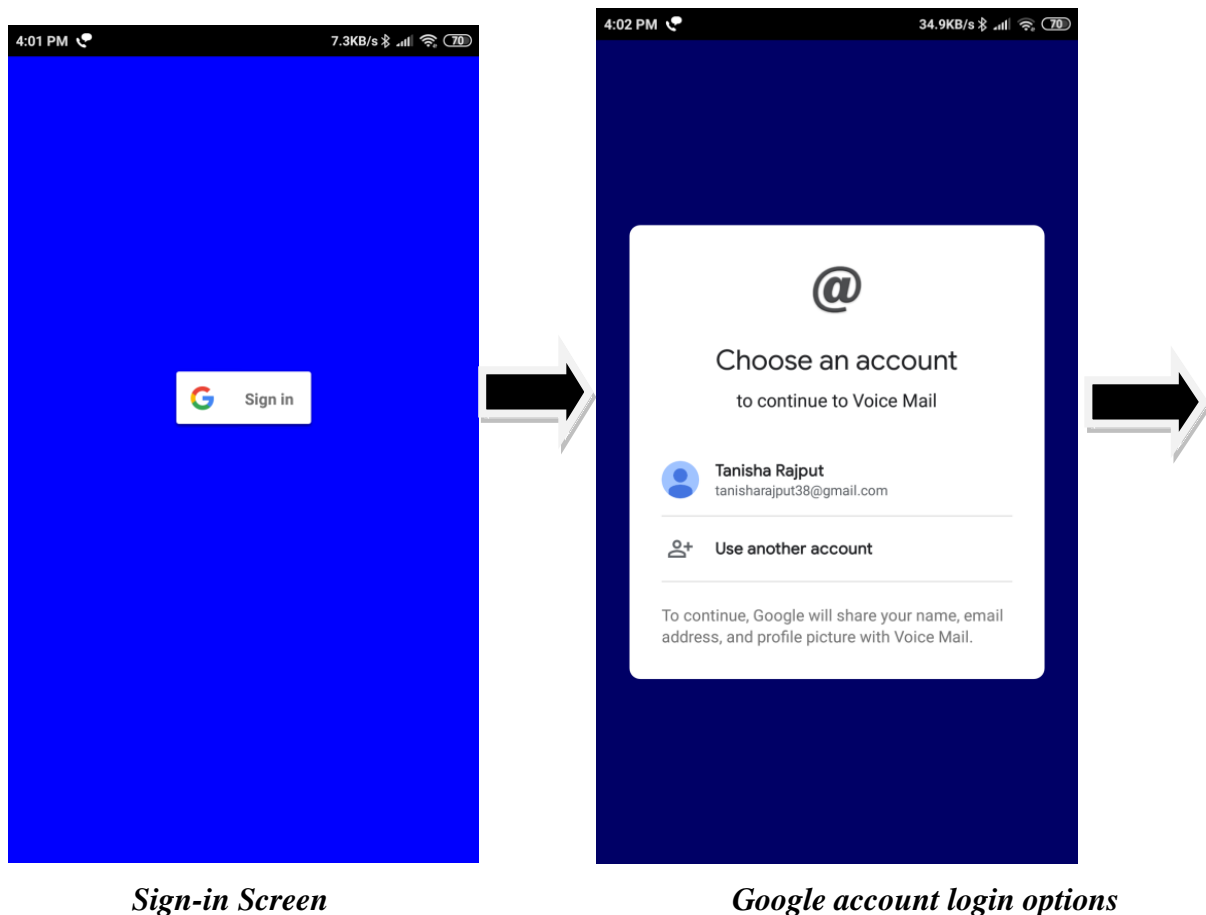 4:01 PM 7.3KB/s 70
Sign in
Sign-in Screen
4:02 PM 34.9KB/s 70
@
Choose an account
to continue to Voice Mail
Tanisha Rajput
tanisharajput38@gmail.com
Use another account
To continue, Google will share your name, email
address, and profile picture with Voice Mail.
Google account login options